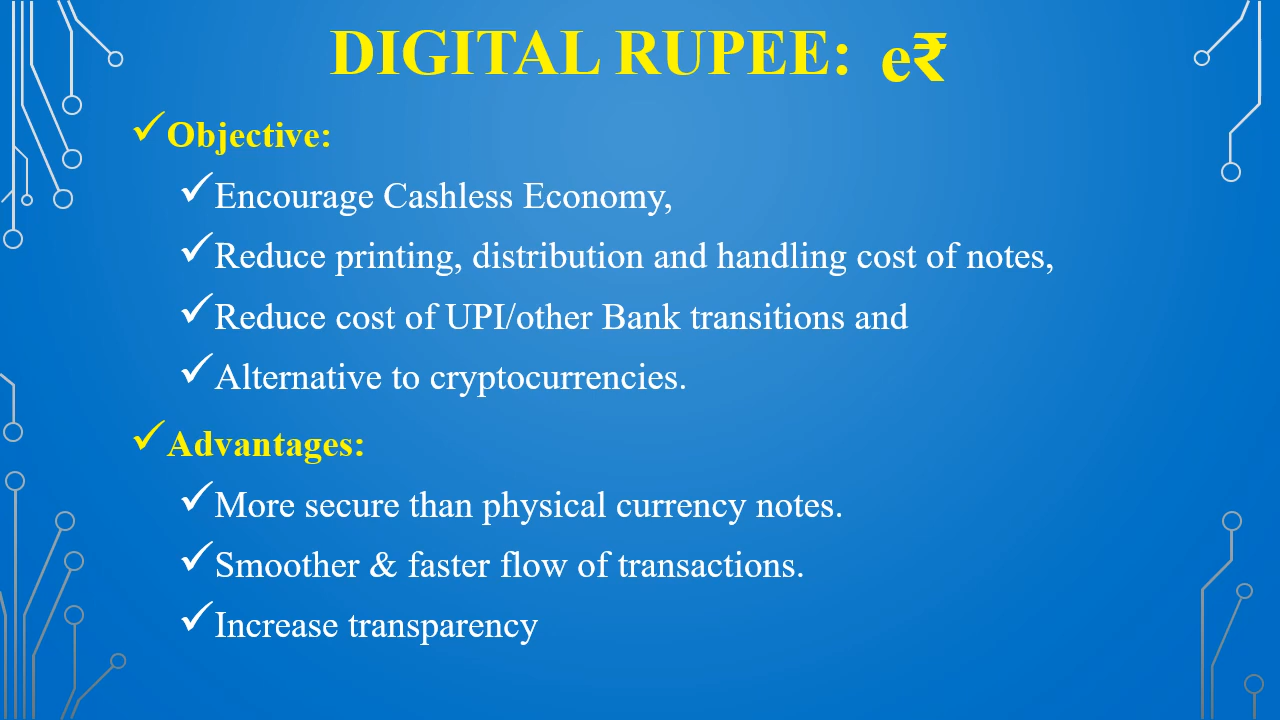 DIGITAL RUPEE: e₹
Objective:
Encourage Cashless Economy,
Reduce printing, distribution and handling cost of notes,
Reduce cost of UPI/other Bank transitions and
Alternative to cryptocurrencies.
Advantages:
More secure than physical currency notes.
Smoother & faster flow of transactions.
Increase transparency